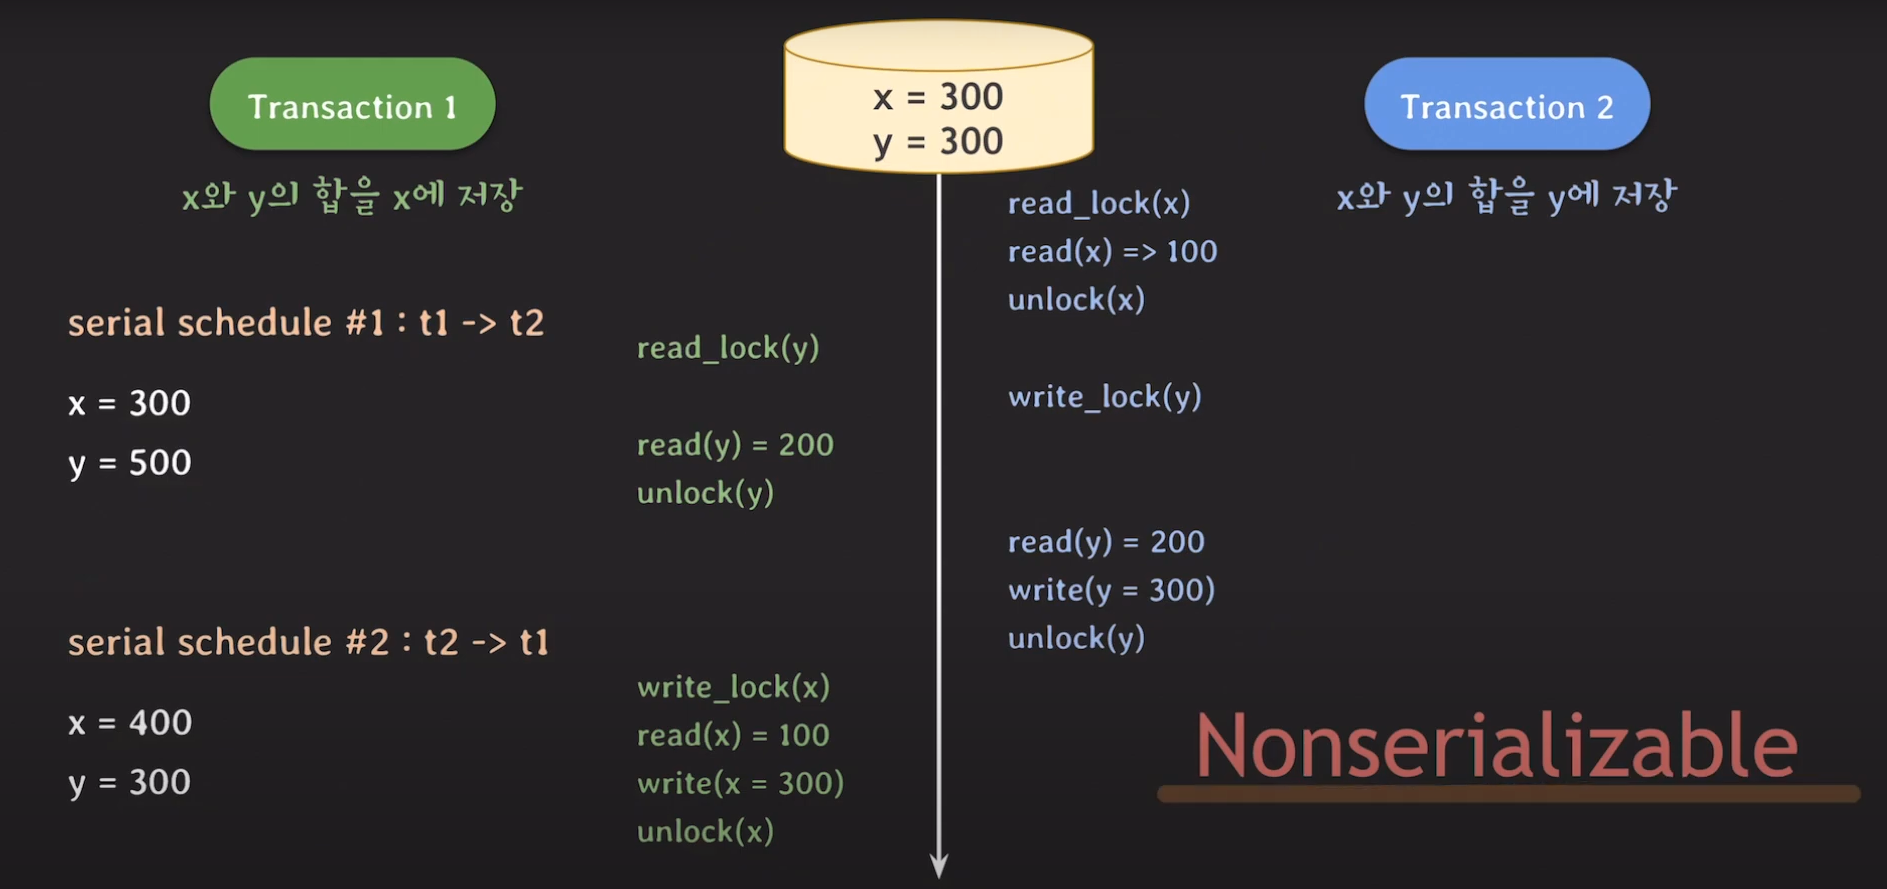 Transaction 1
x와 y의 합을 x에 저장
x = 300
y = 300
Transaction 2
x와 y의 합을 y에 저장
serial schedule #1 : t1 -> t2
x = 300
y = 500
serial schedule #2 : t2 -> t1
x = 400
y = 300
read_lock(x)
read(x) => 100
unlock(x)
read_lock(y)
write_lock(y)
read(y) = 200
unlock(y)
read(y) = 200
write(y = 300)
unlock(y)
write_lock(x)
read(x) = 100
write(x = 300)
unlock(x)
Nonserializable